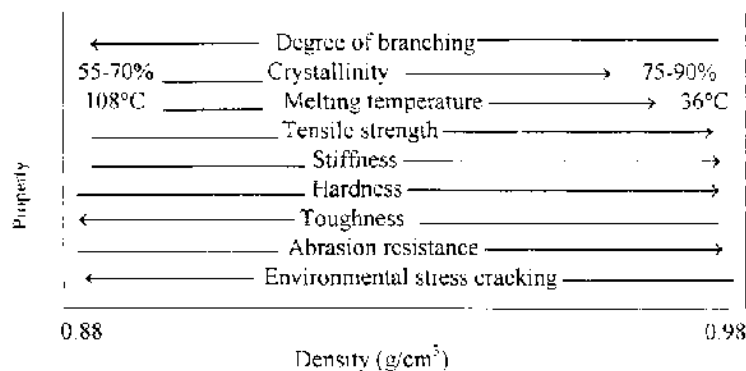 Degree of branching
55-70% Crystallinity 75-90%
108°C Melting temperature 36°C
Tensile strength
Stiffness
Hardness
Toughness
Abrasion resistance
Environmental stress cracking
Property
0.88 0.98
Density (g/cm³)